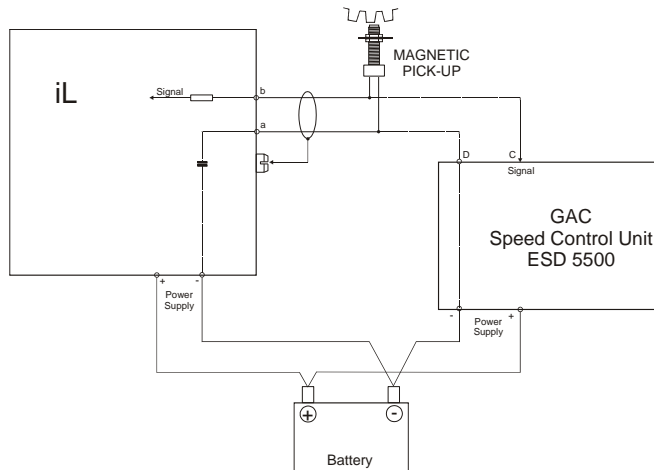 MAGNETIC
PICK-UP
iL
Signal
b
a
D
C
Signal
GAC
Speed Control Unit
ESD 5500
+
-
Power
Supply
-
Power
Supply
+
+
-
Battery